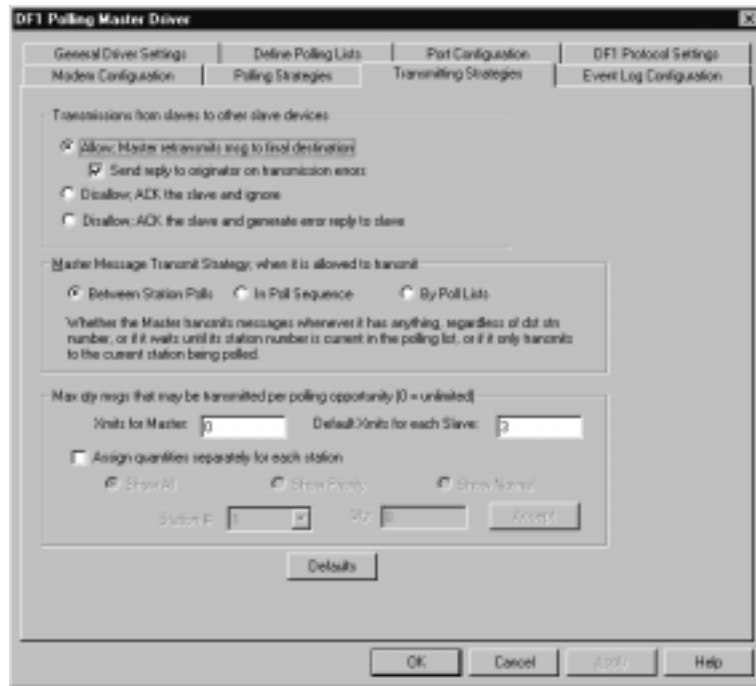 DF1 Polling Master Driver
General Driver Settings
Define Polling Lists
Port Configuration
DF1 Protocol Settings
Modem Configuration
Polling Strategies
Transmitting Strategies
Event Log Configuration
Transmissions from slaves to other slave devices
Allow; Master retransmits msg to final destination
Send reply to originator on transmission errors
Disallow; ACK the slave and ignore
Disallow; ACK the slave and generate error reply to slave
Master Message Transmit Strategy; when it is allowed to transmit
Between Station Polls
In Poll Sequence
By Poll Lists
Whether the Master transmits messages whenever it has anything, regardless of dst stn
number, or if it waits until its station number is current in the polling list, or if it only transmits
to the current station being polled.
Max qty msgs that may be transmitted per polling opportunity (0 = unlimited)
Xmits for Master: 0
Default Xmits for each Slave: 3
Assign quantities separately for each station
Show All
Show Priority
Show Normal
Station #: 1
Qty: 0
Accept
Defaults
OK
Cancel
Apply
Help